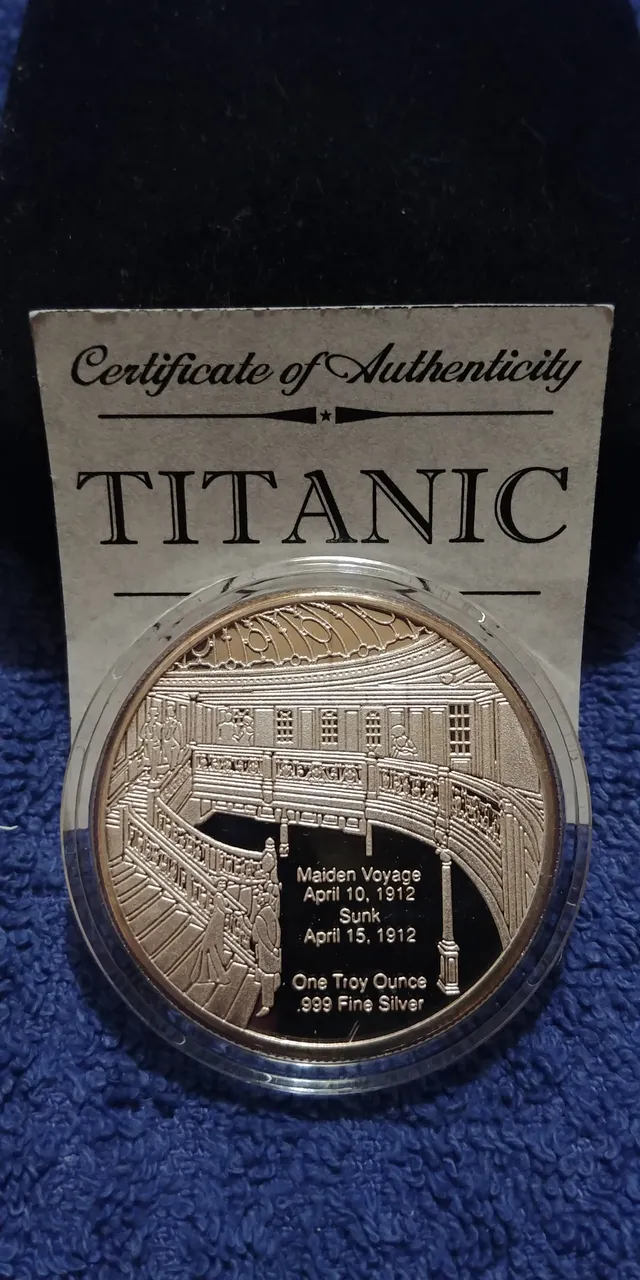 Certificate of Authenticity
TITANIC
Maiden Voyage
April 10, 1912
Sunk
April 15, 1912
One Troy Ounce
.999 Fine Silver